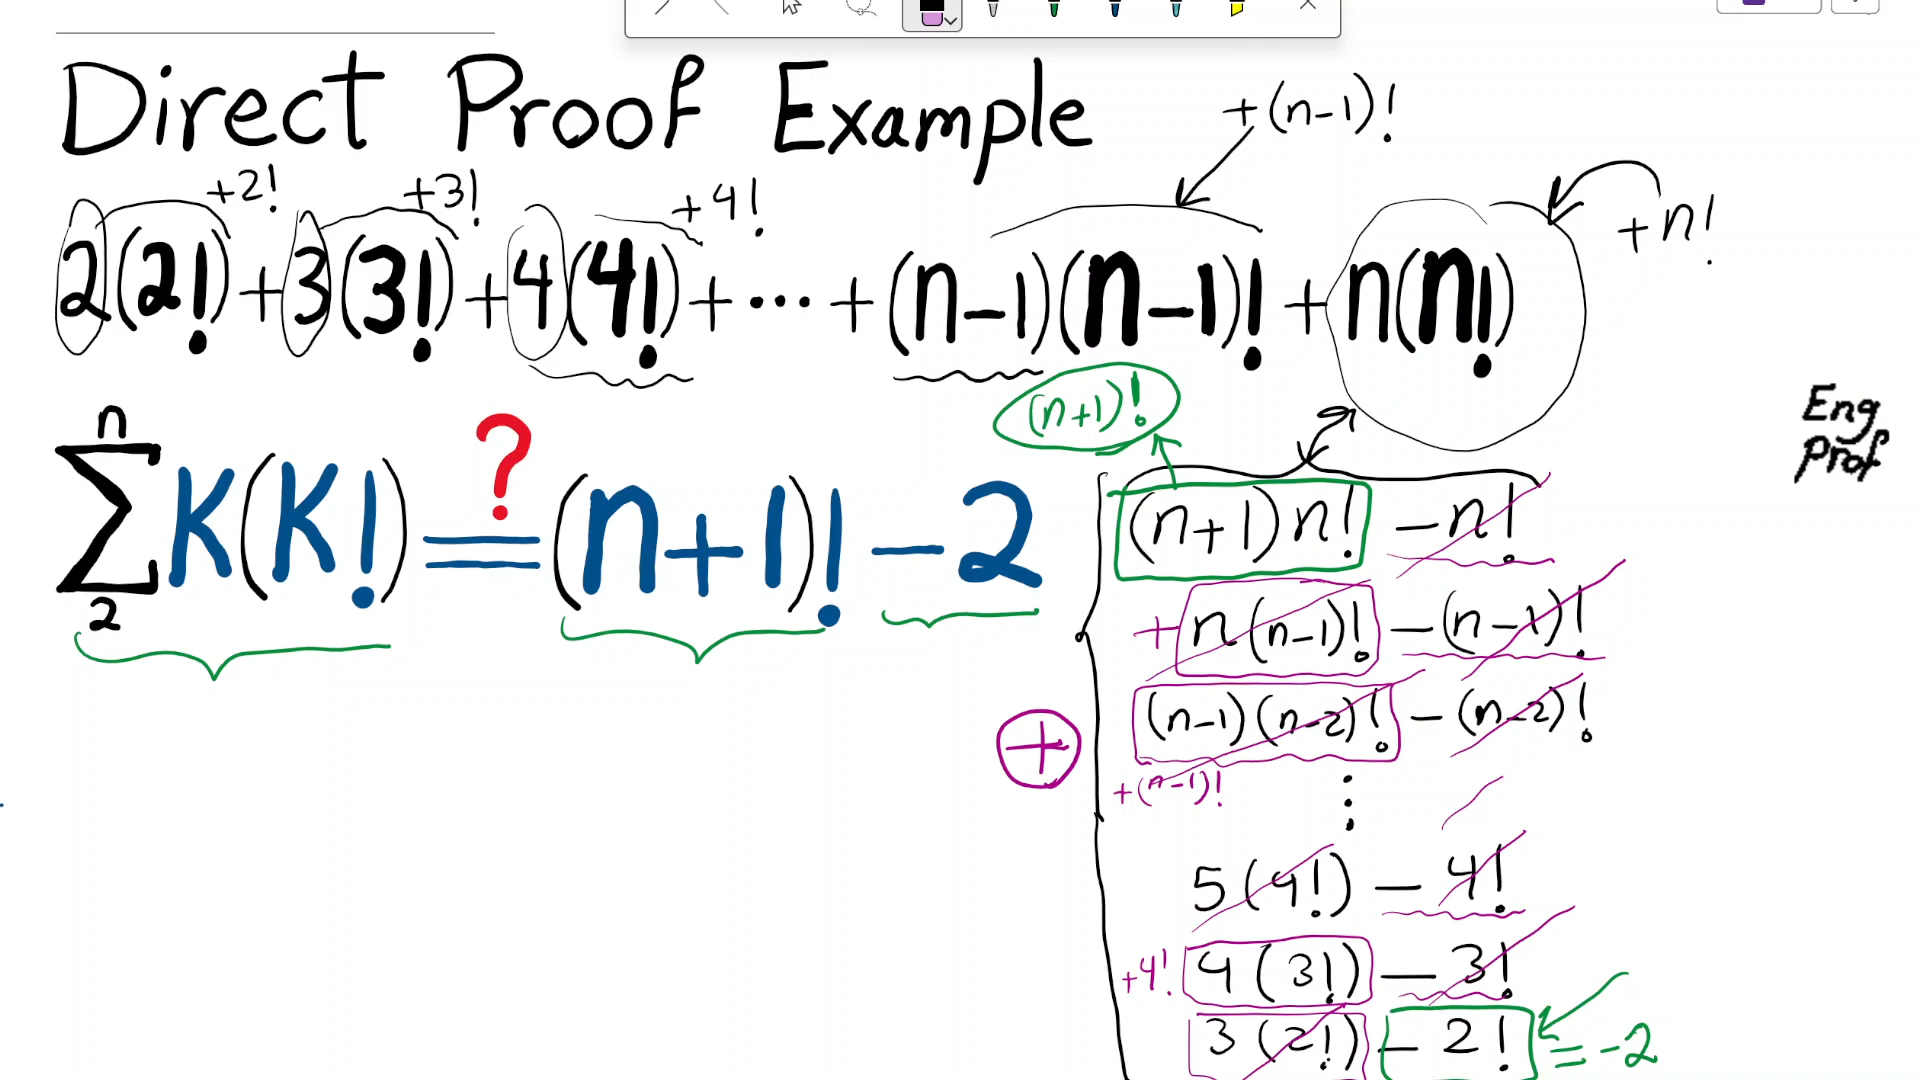 Direct Proof Example
+(n-1)!
+2! +3! +4! +n!
2(2!)+3(3!)+4(4!)+···+(n-1)(n-1)!+n(n!)
(n+1)!
Eng
Prof
n
∑ K(K!) ?= (n+1)! -2
2
(n+1)n! -n!
+n(n-1)! -(n-1)!
(n-1)(n-2)! -(n-2)!
+
+(n-1)!
⋮
5(4!) -4!
+4! 4(3!) -3!
3(2!) -2! = -2